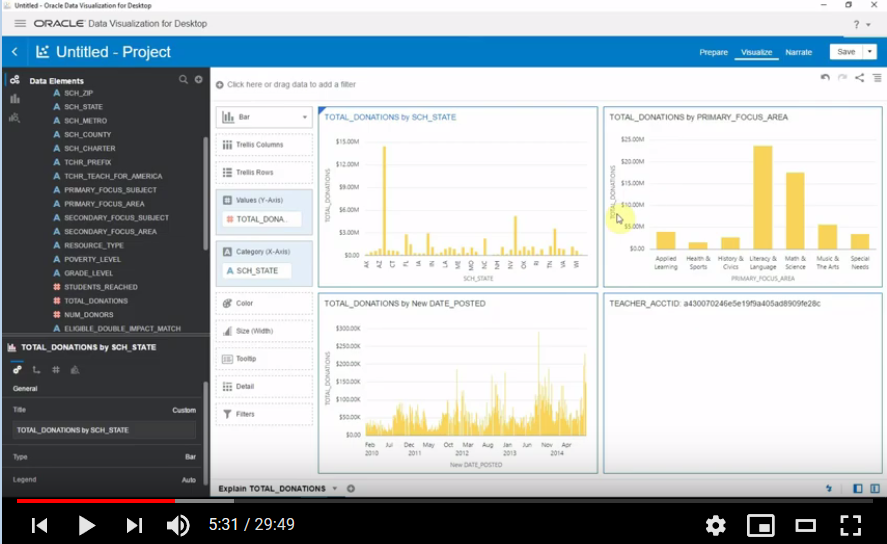 Untitled - Oracle Data Visualization for Desktop
ORACLE Data Visualization for Desktop
?
Untitled - Project
Prepare Visualize Narrate Save
Data Elements
SCH_ZIP
SCH_STATE
SCH_METRO
SCH_COUNTY
SCH_CHARTER
TCHR_PREFIX
TCHR_TEACH_FOR_AMERICA
PRIMARY_FOCUS_SUBJECT
PRIMARY_FOCUS_AREA
SECONDARY_FOCUS_SUBJECT
SECONDARY_FOCUS_AREA
RESOURCE_TYPE
POVERTY_LEVEL
GRADE_LEVEL
STUDENTS_REACHED
TOTAL_DONATIONS
NUM_DONORS
ELIGIBLE_DOUBLE_IMPACT_MATCH
TOTAL_DONATIONS by SCH_STATE
General
Title Custom
TOTAL_DONATIONS by SCH_STATE
Type Bar
Legend Auto
Click here or drag data to add a filter
Bar
Trellis Columns
Trellis Rows
Values (Y-Axis)
TOTAL_DONA..
Category (X-Axis)
SCH_STATE
Color
Size (Width)
Tooltip
Detail
Filters
TOTAL_DONATIONS by SCH_STATE
$15.00M
$12.00M
$9.00M
$6.00M
$3.00M
$0.00
TOTAL_DONATIONS
AK AZ CT FL IA IN LA ME MO NC NH NV OK RI TN VA WI
SCH_STATE
TOTAL_DONATIONS by PRIMARY_FOCUS_AREA
$25.00M
$20.00M
$15.00M
$10.00M
$5.00M
$0.00
TOTAL_DONATIONS
Applied Learning
Health & Sports
History & Civics
Literacy & Language
Math & Science
Music & The Arts
Special Needs
PRIMARY_FOCUS_AREA
TOTAL_DONATIONS by New DATE_POSTED
$300.00K
$250.00K
$200.00K
$150.00K
$100.00K
$50.00K
$0.00
TOTAL_DONATIONS
Feb Jul Dec May Oct Mar Aug Jan Jun Nov Apr
2010 2011 2012 2013 2014
New DATE_POSTED
TEACHER_ACCTID: a430070246e5e19f9a405ad8909fe28c
Explain TOTAL_DONATIONS
5:31 / 29:49